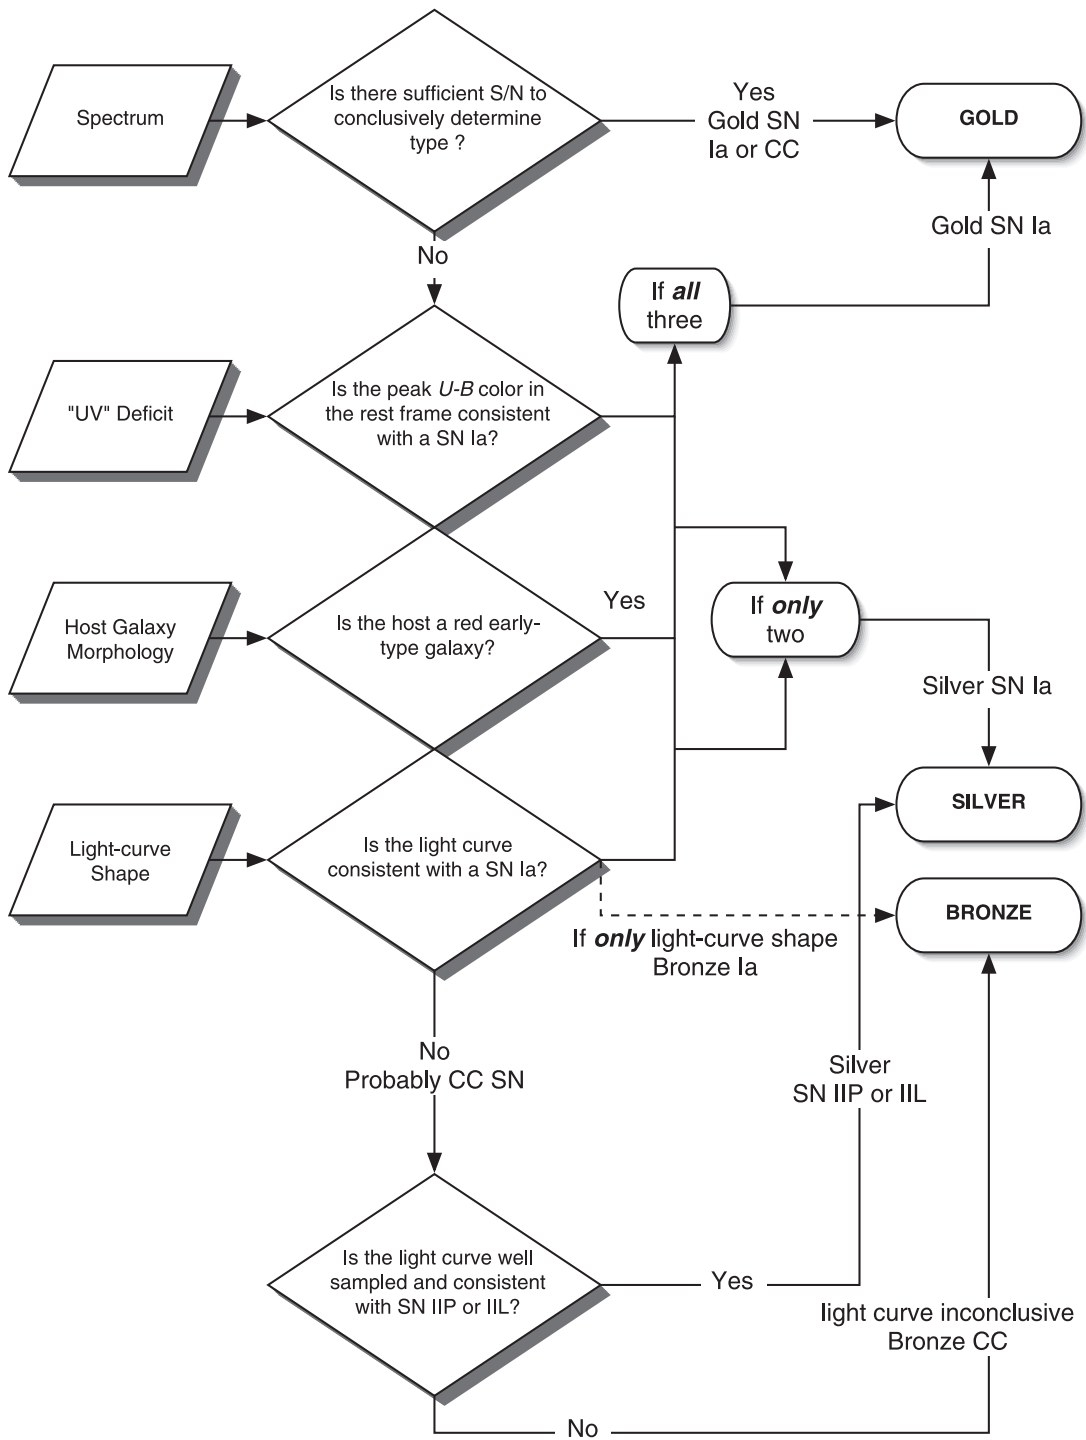 Spectrum
Is there sufficient S/N to
conclusively determine
type ?
Yes
Gold SN
Ia or CC
GOLD
Gold SN Ia
No
If all
three
"UV" Deficit
Is the peak U-B color in
the rest frame consistent
with a SN Ia?
Host Galaxy
Morphology
Is the host a red early-
type galaxy?
Yes
If only
two
Silver SN Ia
SILVER
Light-curve
Shape
Is the light curve
consistent with a SN Ia?
BRONZE
If only light-curve shape
Bronze Ia
No
Probably CC SN
Silver
SN IIP or IIL
Is the light curve well
sampled and consistent
with SN IIP or IIL?
Yes
light curve inconclusive
Bronze CC
No